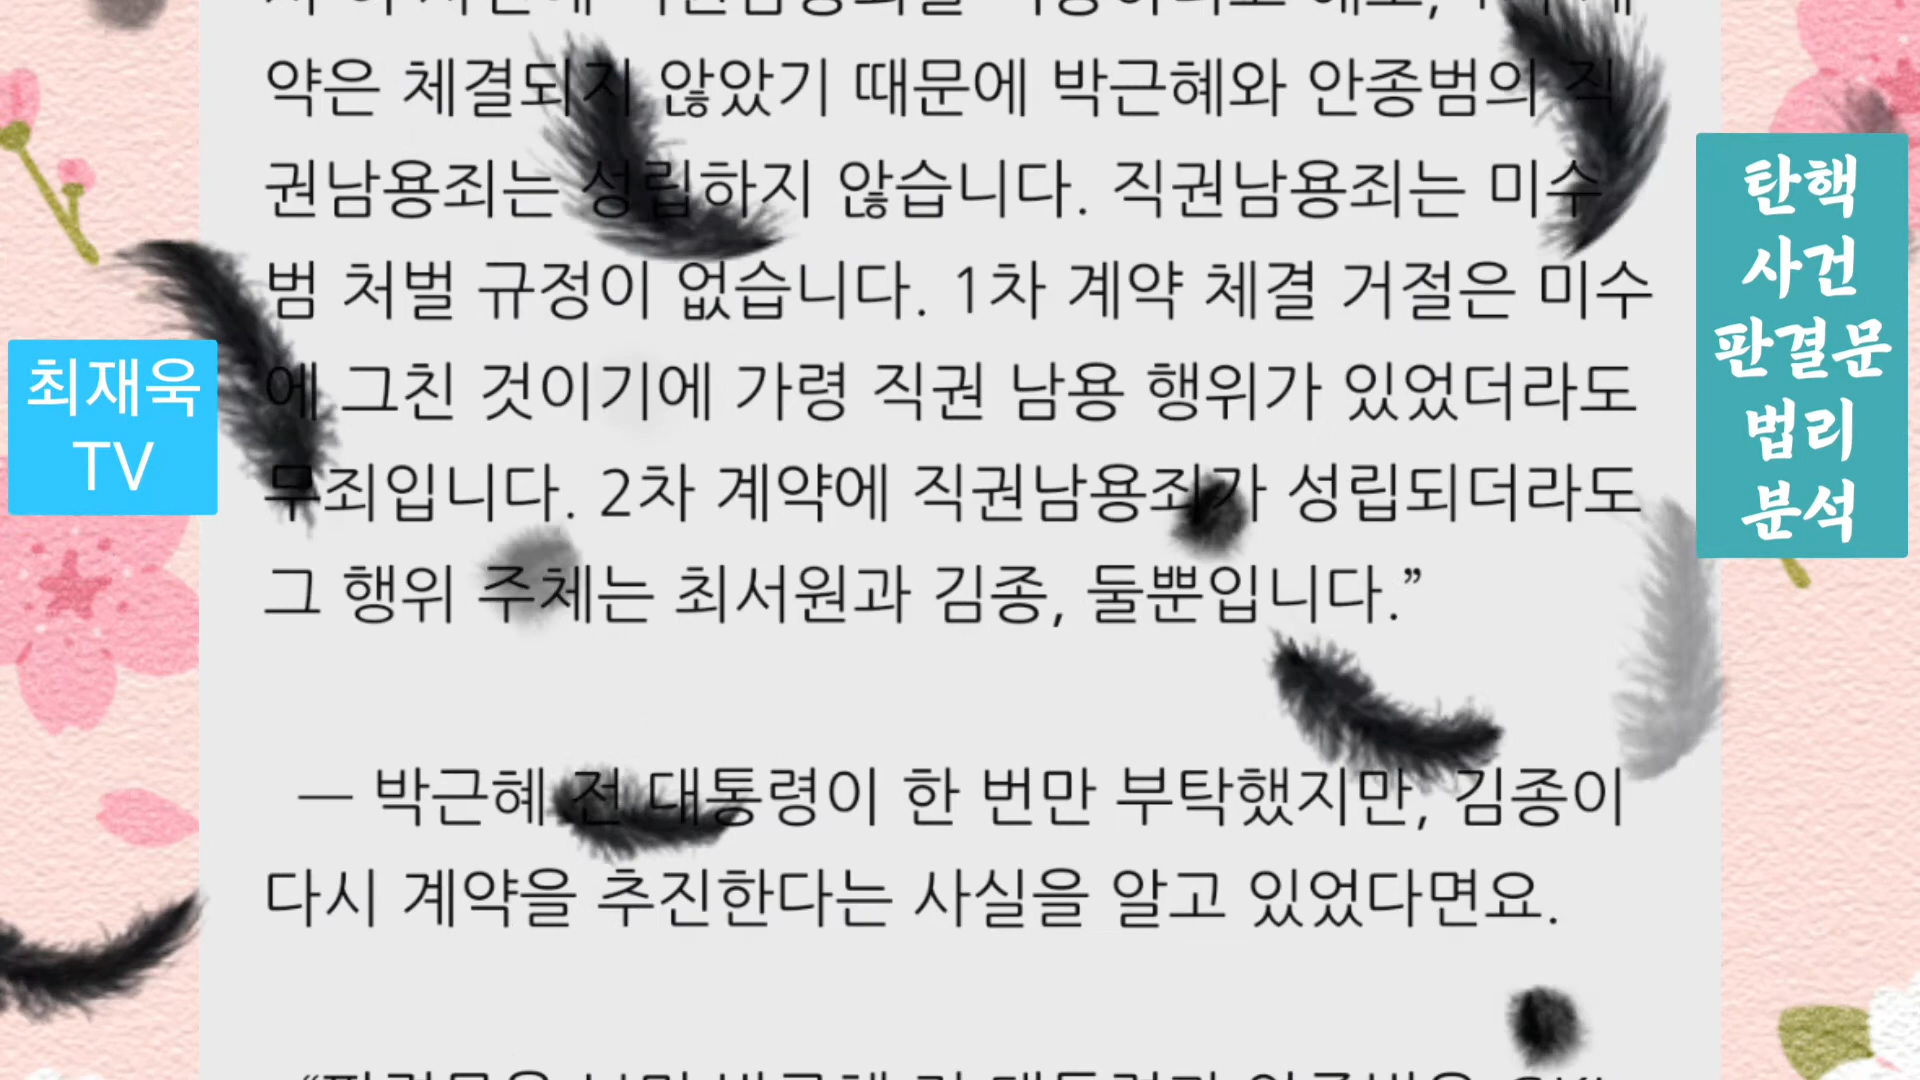 약은 체결되지 않았기 때문에 박근혜와 안종범의 직
권남용죄는 성립하지 않습니다. 직권남용죄는 미수
범 처벌 규정이 없습니다. 1차 계약 체결 거절은 미수
에 그친 것이기에 가령 직권 남용 행위가 있었더라도
무죄입니다. 2차 계약에 직권남용죄가 성립되더라도
그 행위 주체는 최서원과 김종, 둘뿐입니다.”
― 박근혜 전 대통령이 한 번만 부탁했지만, 김종이
다시 계약을 추진한다는 사실을 알고 있었다면요.
최재욱
TV
탄핵
사건
판결문
법리
분석